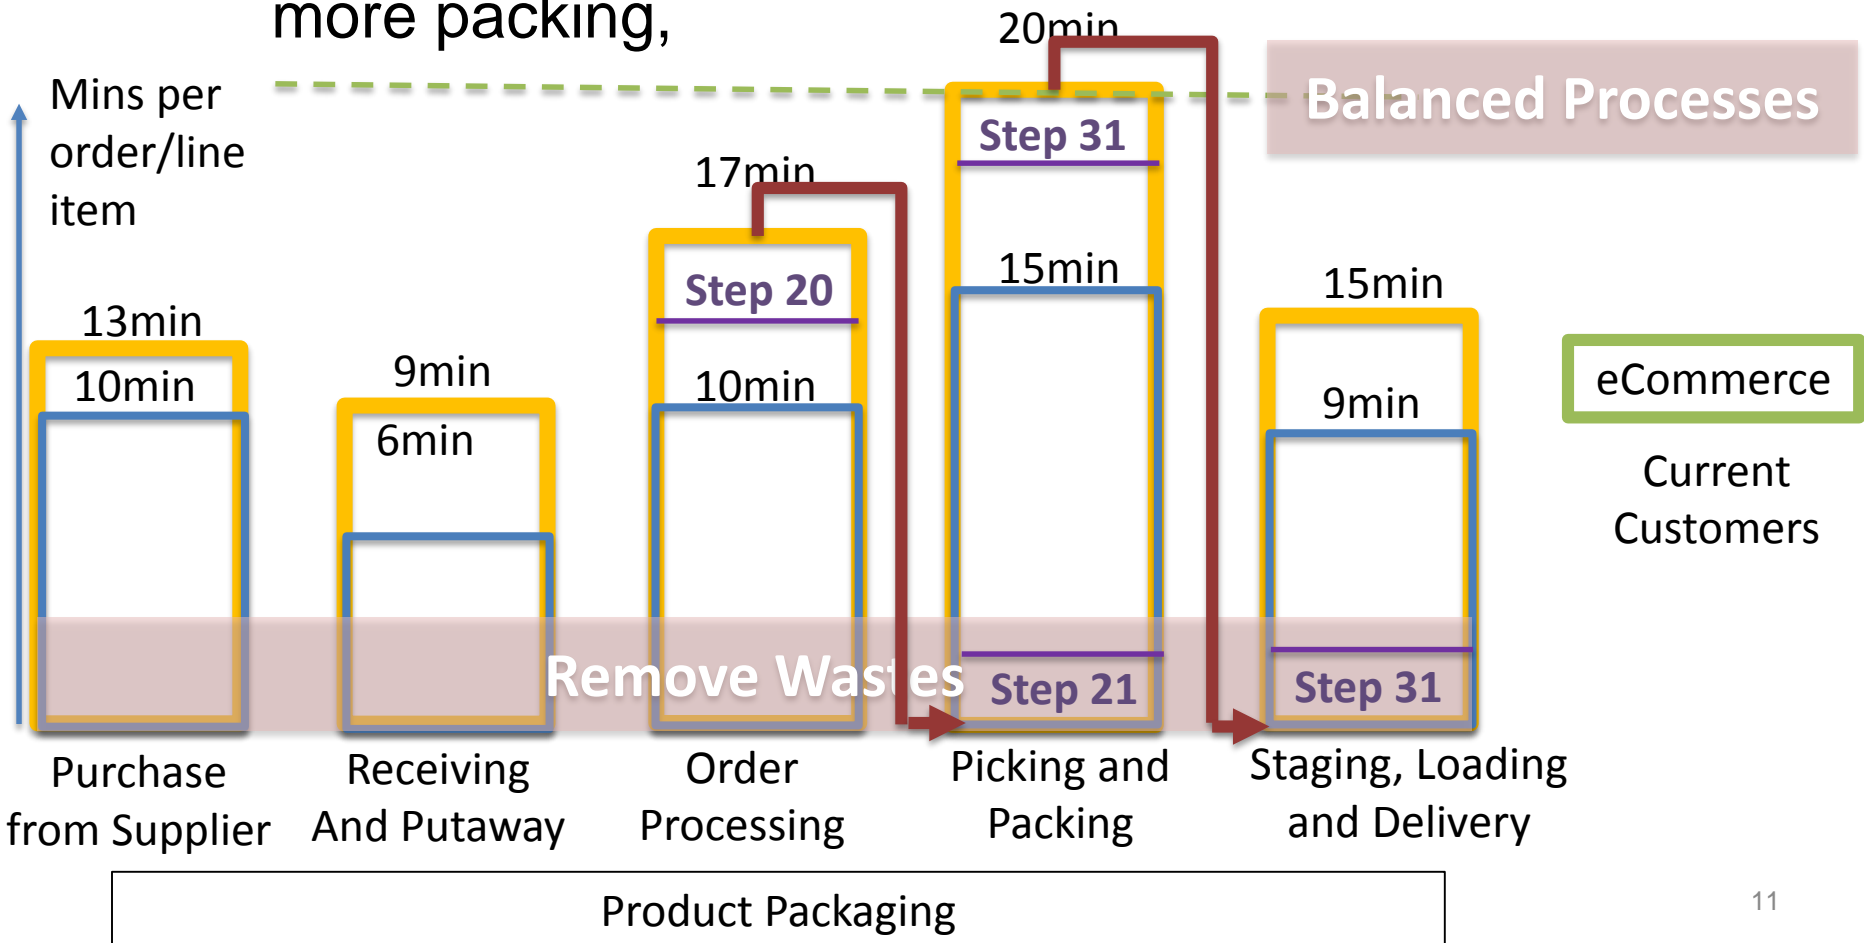 more packing,
Mins per
order/line
item
20min
Balanced Processes
Step 31
17min
15min
Step 20
15min
13min
10min
9min
6min
10min
9min
eCommerce
Current
Customers
Remove Wastes
Step 21
Step 31
Purchase
from Supplier
Receiving
And Putaway
Order
Processing
Picking and
Packing
Staging, Loading
and Delivery
Product Packaging
11